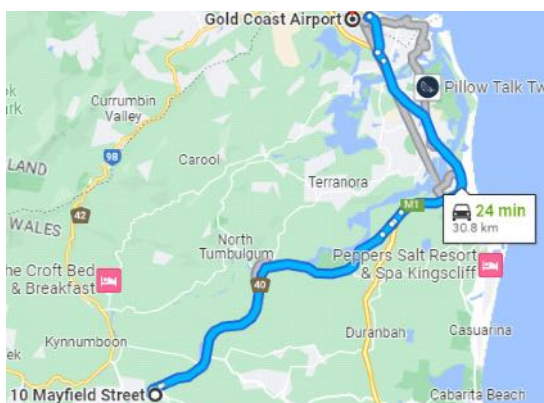 Gold Coast Airport
Currumbin
Valley
Pillow Talk Tw
98
Carool
LAND
Terranora
M1
24 min
30.8 km
42
WALES
North
Tumbulgum
Peppers Salt Resort
& Spa Kingscliff
he Croft Bed
& Breakfast
40
Duranbah
Casuarina
Kynnumboon
ek
10 Mayfield Street
Cabarita Beach